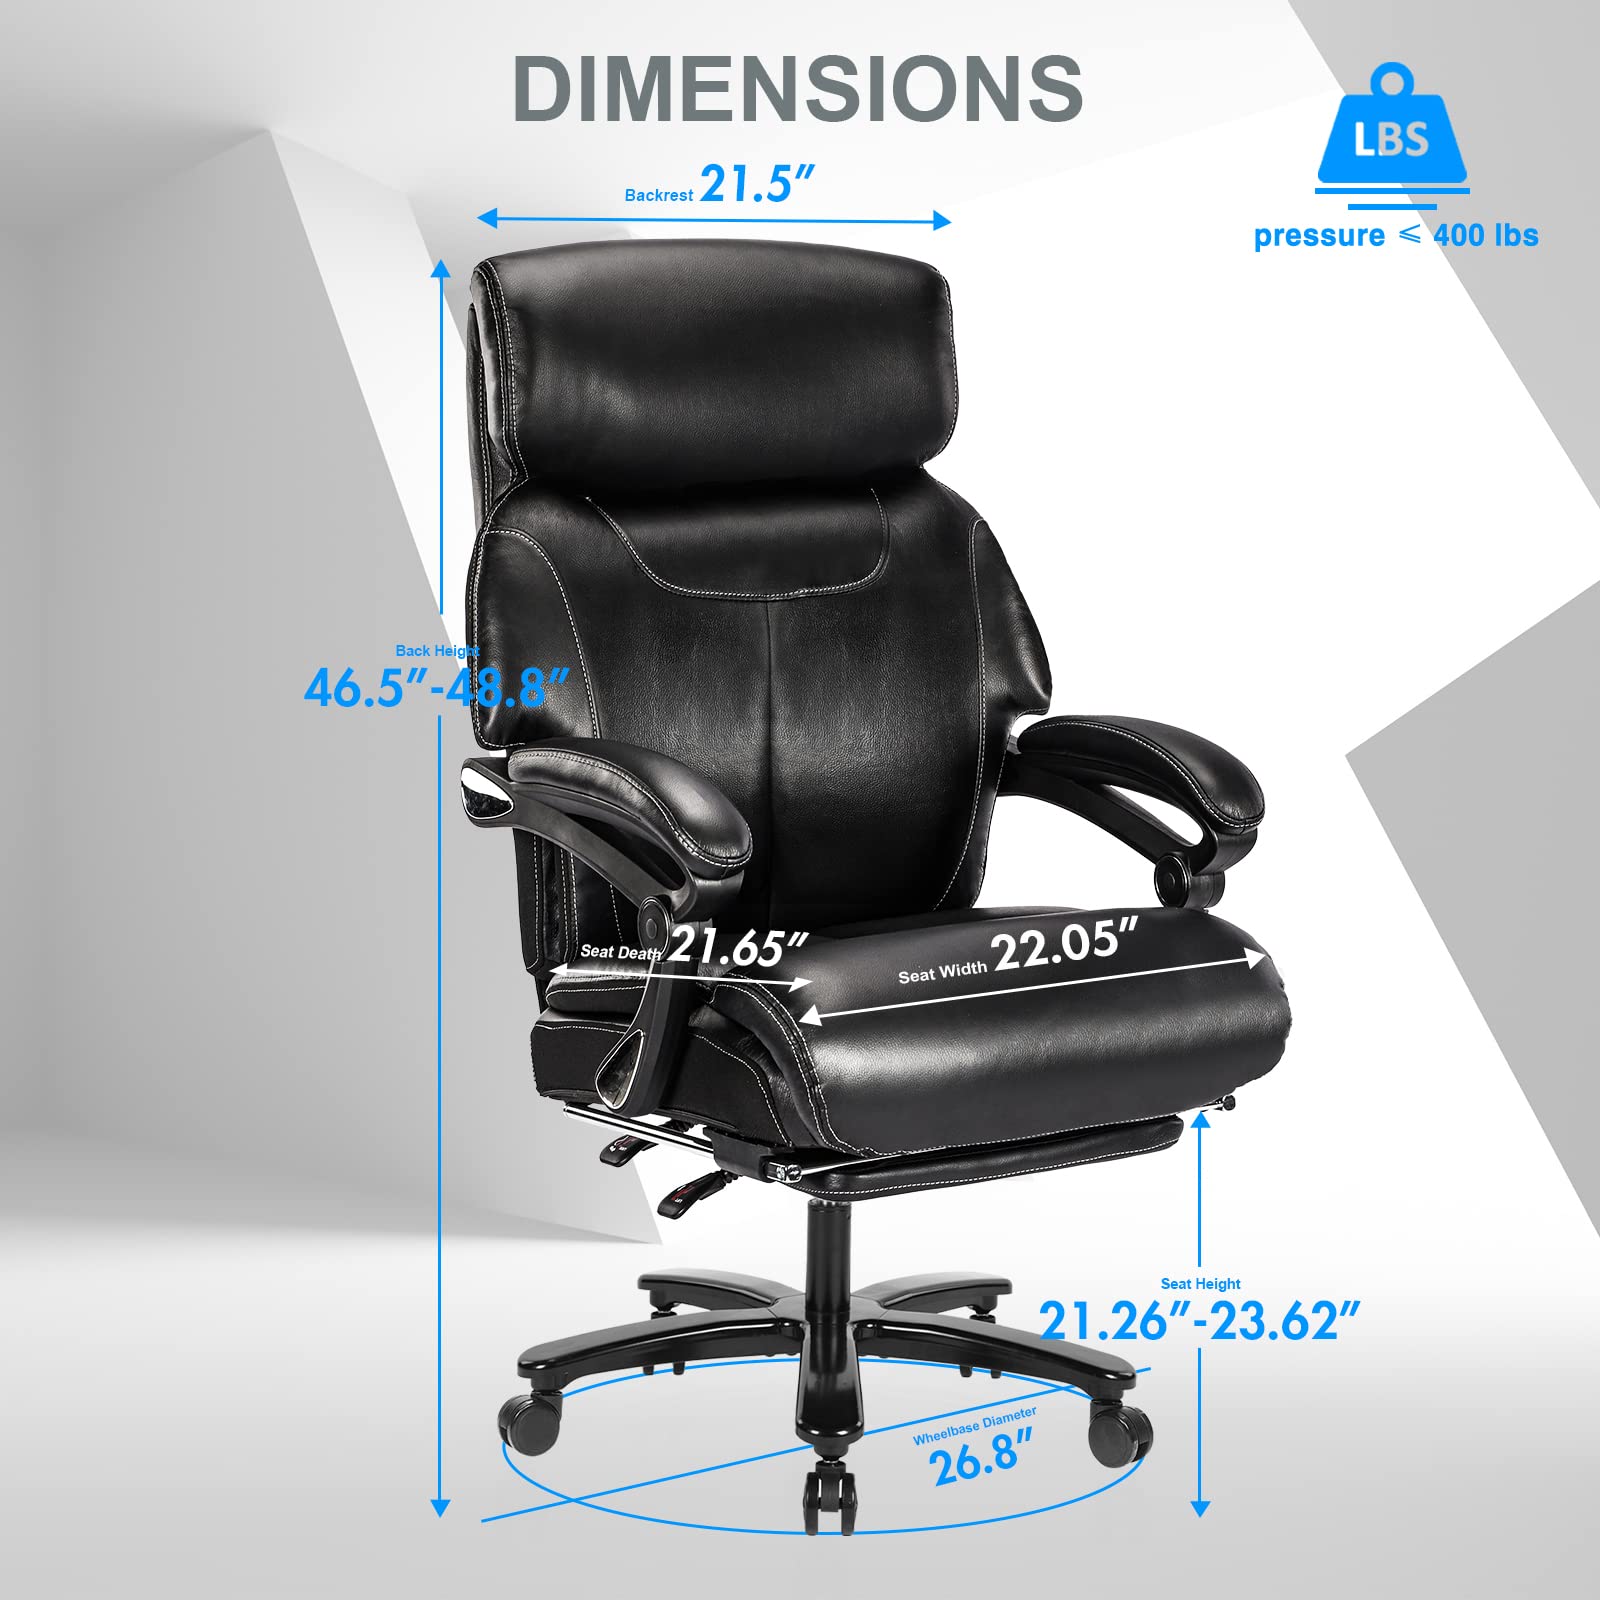 DIMENSIONS
LBS
pressure ⩽ 400 lbs
Backrest 21.5″
Back Height
46.5″-48.8″
Seat Death 21.65″
Seat Width 22.05″
Seat Height
21.26″-23.62″
Wheelbase Diameter
26.8″